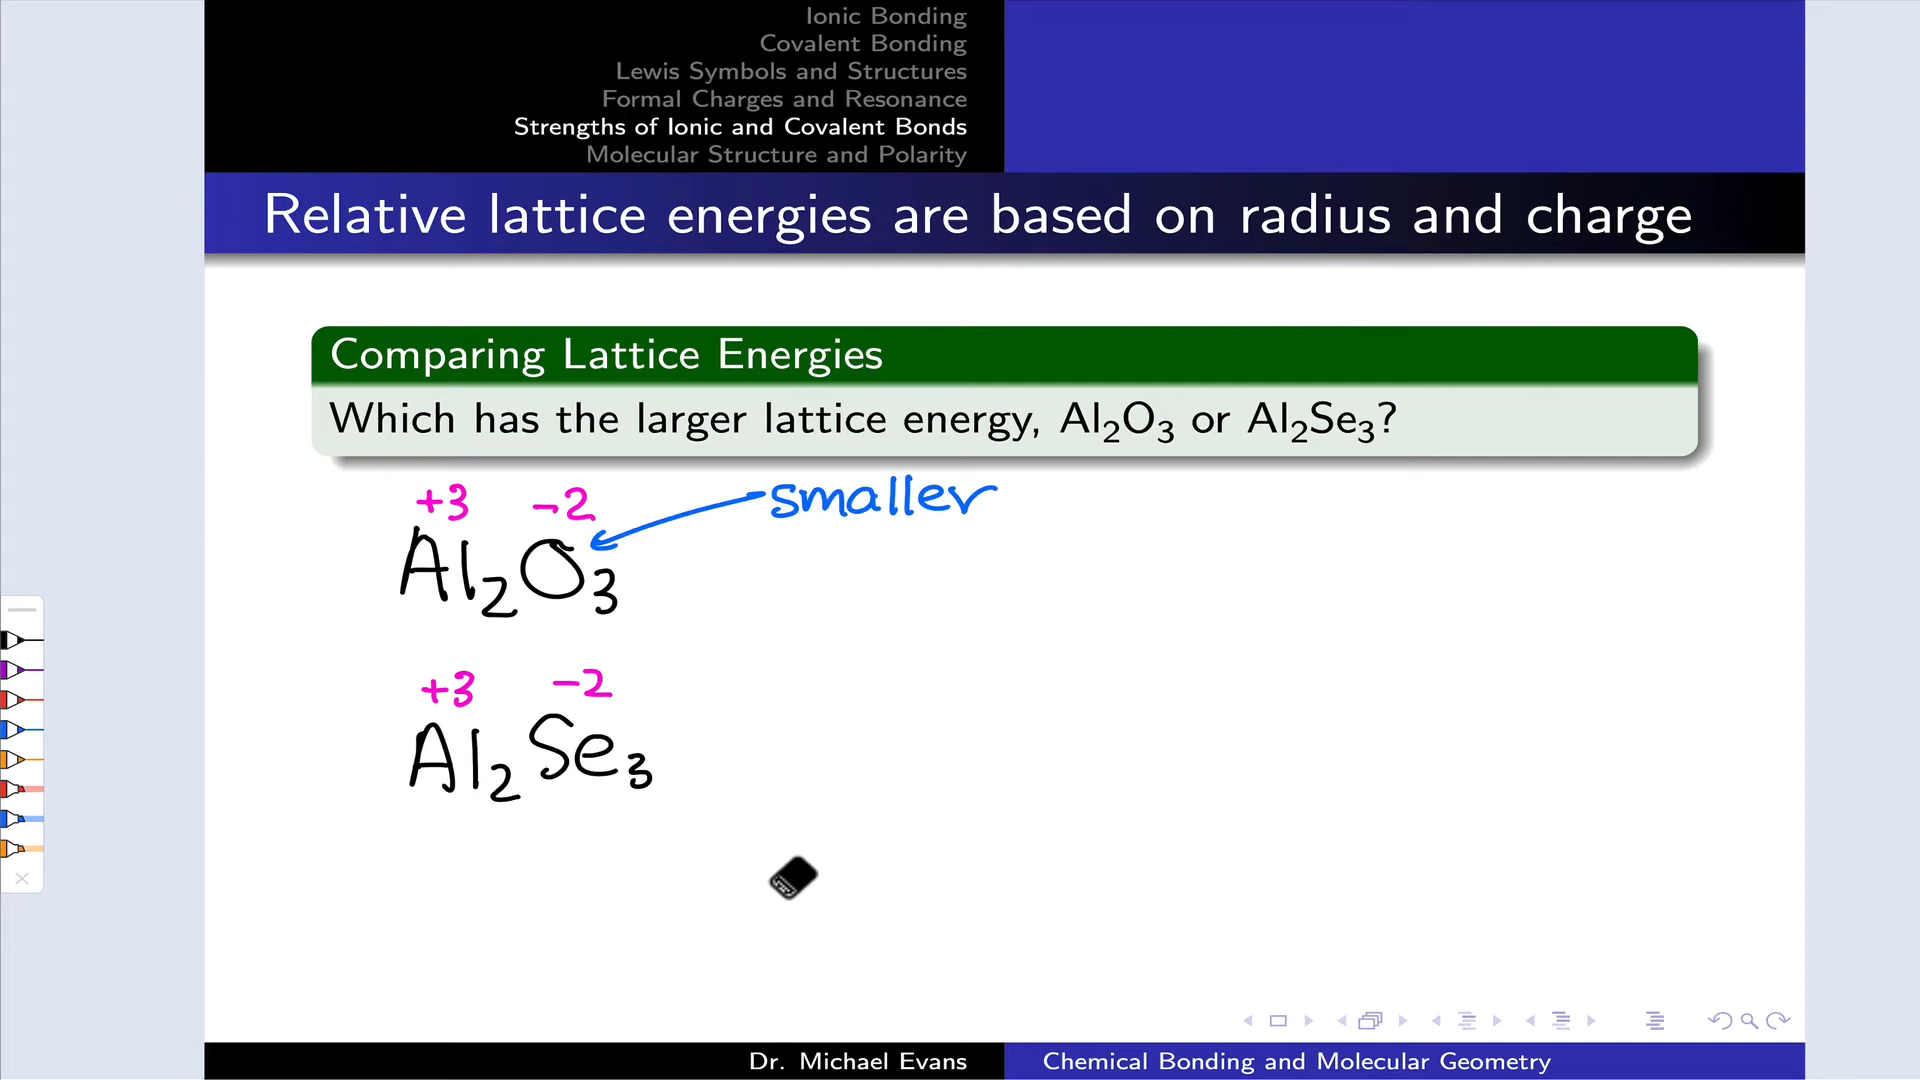 Ionic Bonding
Covalent Bonding
Lewis Symbols and Structures
Formal Charges and Resonance
Strengths of Ionic and Covalent Bonds
Molecular Structure and Polarity
Relative lattice energies are based on radius and charge
Comparing Lattice Energies
Which has the larger lattice energy, Al₂O₃ or Al₂Se₃?
+3 -2 smaller
Al₂O₃
+3 -2
Al₂Se₃
Dr. Michael Evans Chemical Bonding and Molecular Geometry